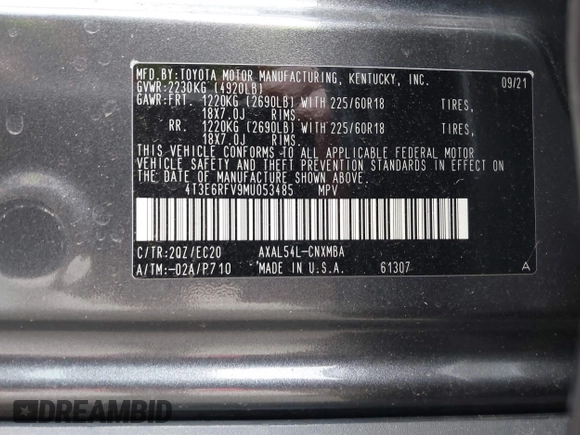 MFD.BY:TOYOTA MOTOR MANUFACTURING, KENTUCKY, INC. 09/21
GVWR:2230KG (4920LB)
GAWR:FRT. 1220KG (2690LB) WITH 225/60R18 TIRES,
18X7.0J RIMS.
RR. 1220KG (2690LB) WITH 225/60R18 TIRES,
18X7.0J RIMS.
THIS VEHICLE CONFORMS TO ALL APPLICABLE FEDERAL MOTOR
VEHICLE SAFETY AND THEFT PREVENTION STANDARDS IN EFFECT ON
THE DATE OF MANUFACTURE SHOWN ABOVE.
4T3E6RFV9MU053485 MPV
C/TR:2QZ/EC20 AXAL54L-CNXMBA
A/TM:-02A/P710 MADE IN U.S.A. 61307 A
DREAMBID